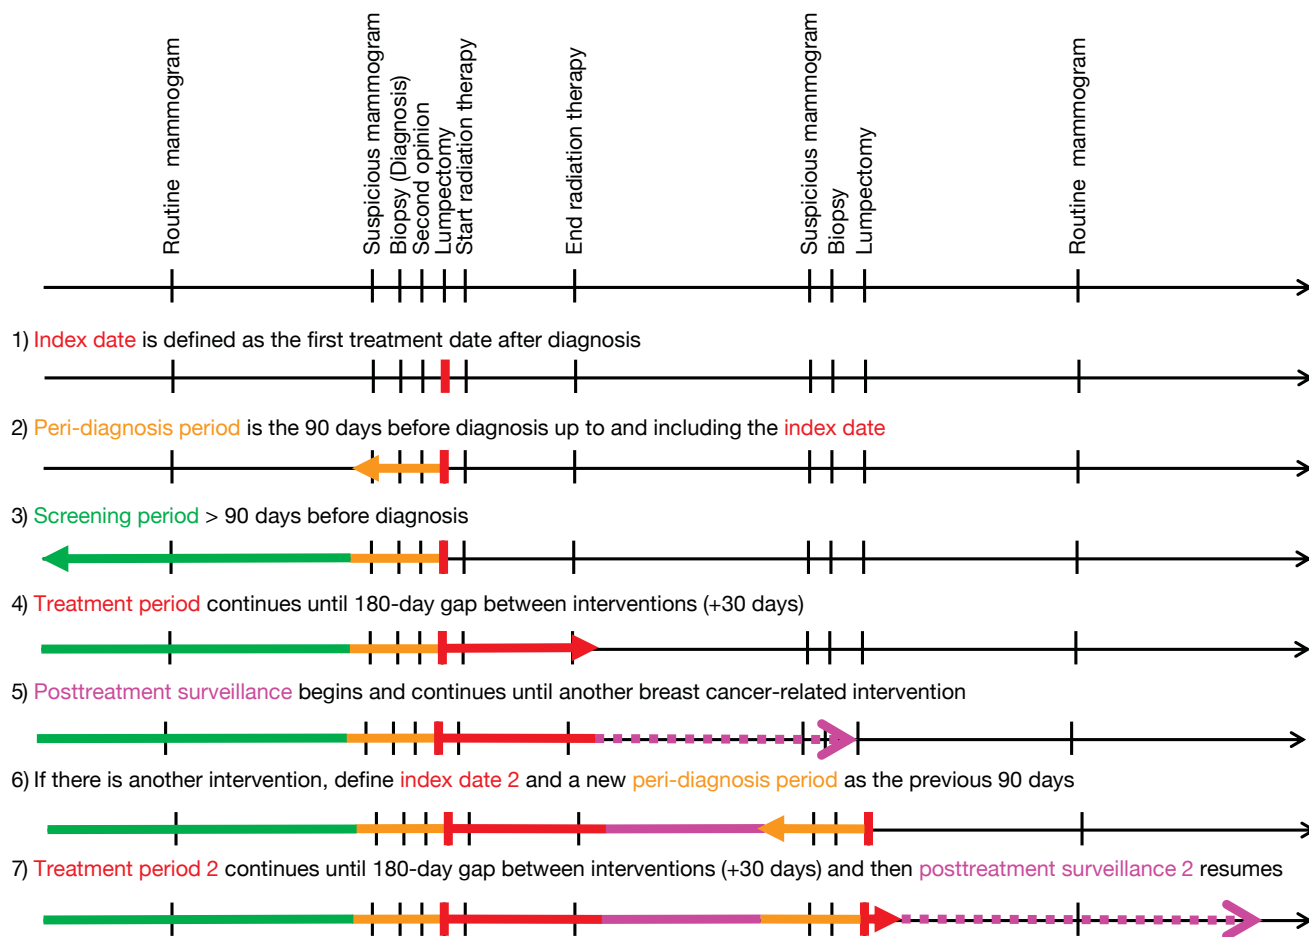 Routine mammogram
Suspicious mammogram
Biopsy (Diagnosis)
Second opinion
Lumpectomy
Start radiation therapy
End radiation therapy
Suspicious mammogram
Biopsy
Lumpectomy
Routine mammogram
1) Index date is defined as the first treatment date after diagnosis
2) Peri-diagnosis period is the 90 days before diagnosis up to and including the index date
3) Screening period > 90 days before diagnosis
4) Treatment period continues until 180-day gap between interventions (+30 days)
5) Posttreatment surveillance begins and continues until another breast cancer-related intervention
6) If there is another intervention, define index date 2 and a new peri-diagnosis period as the previous 90 days
7) Treatment period 2 continues until 180-day gap between interventions (+30 days) and then posttreatment surveillance 2 resumes